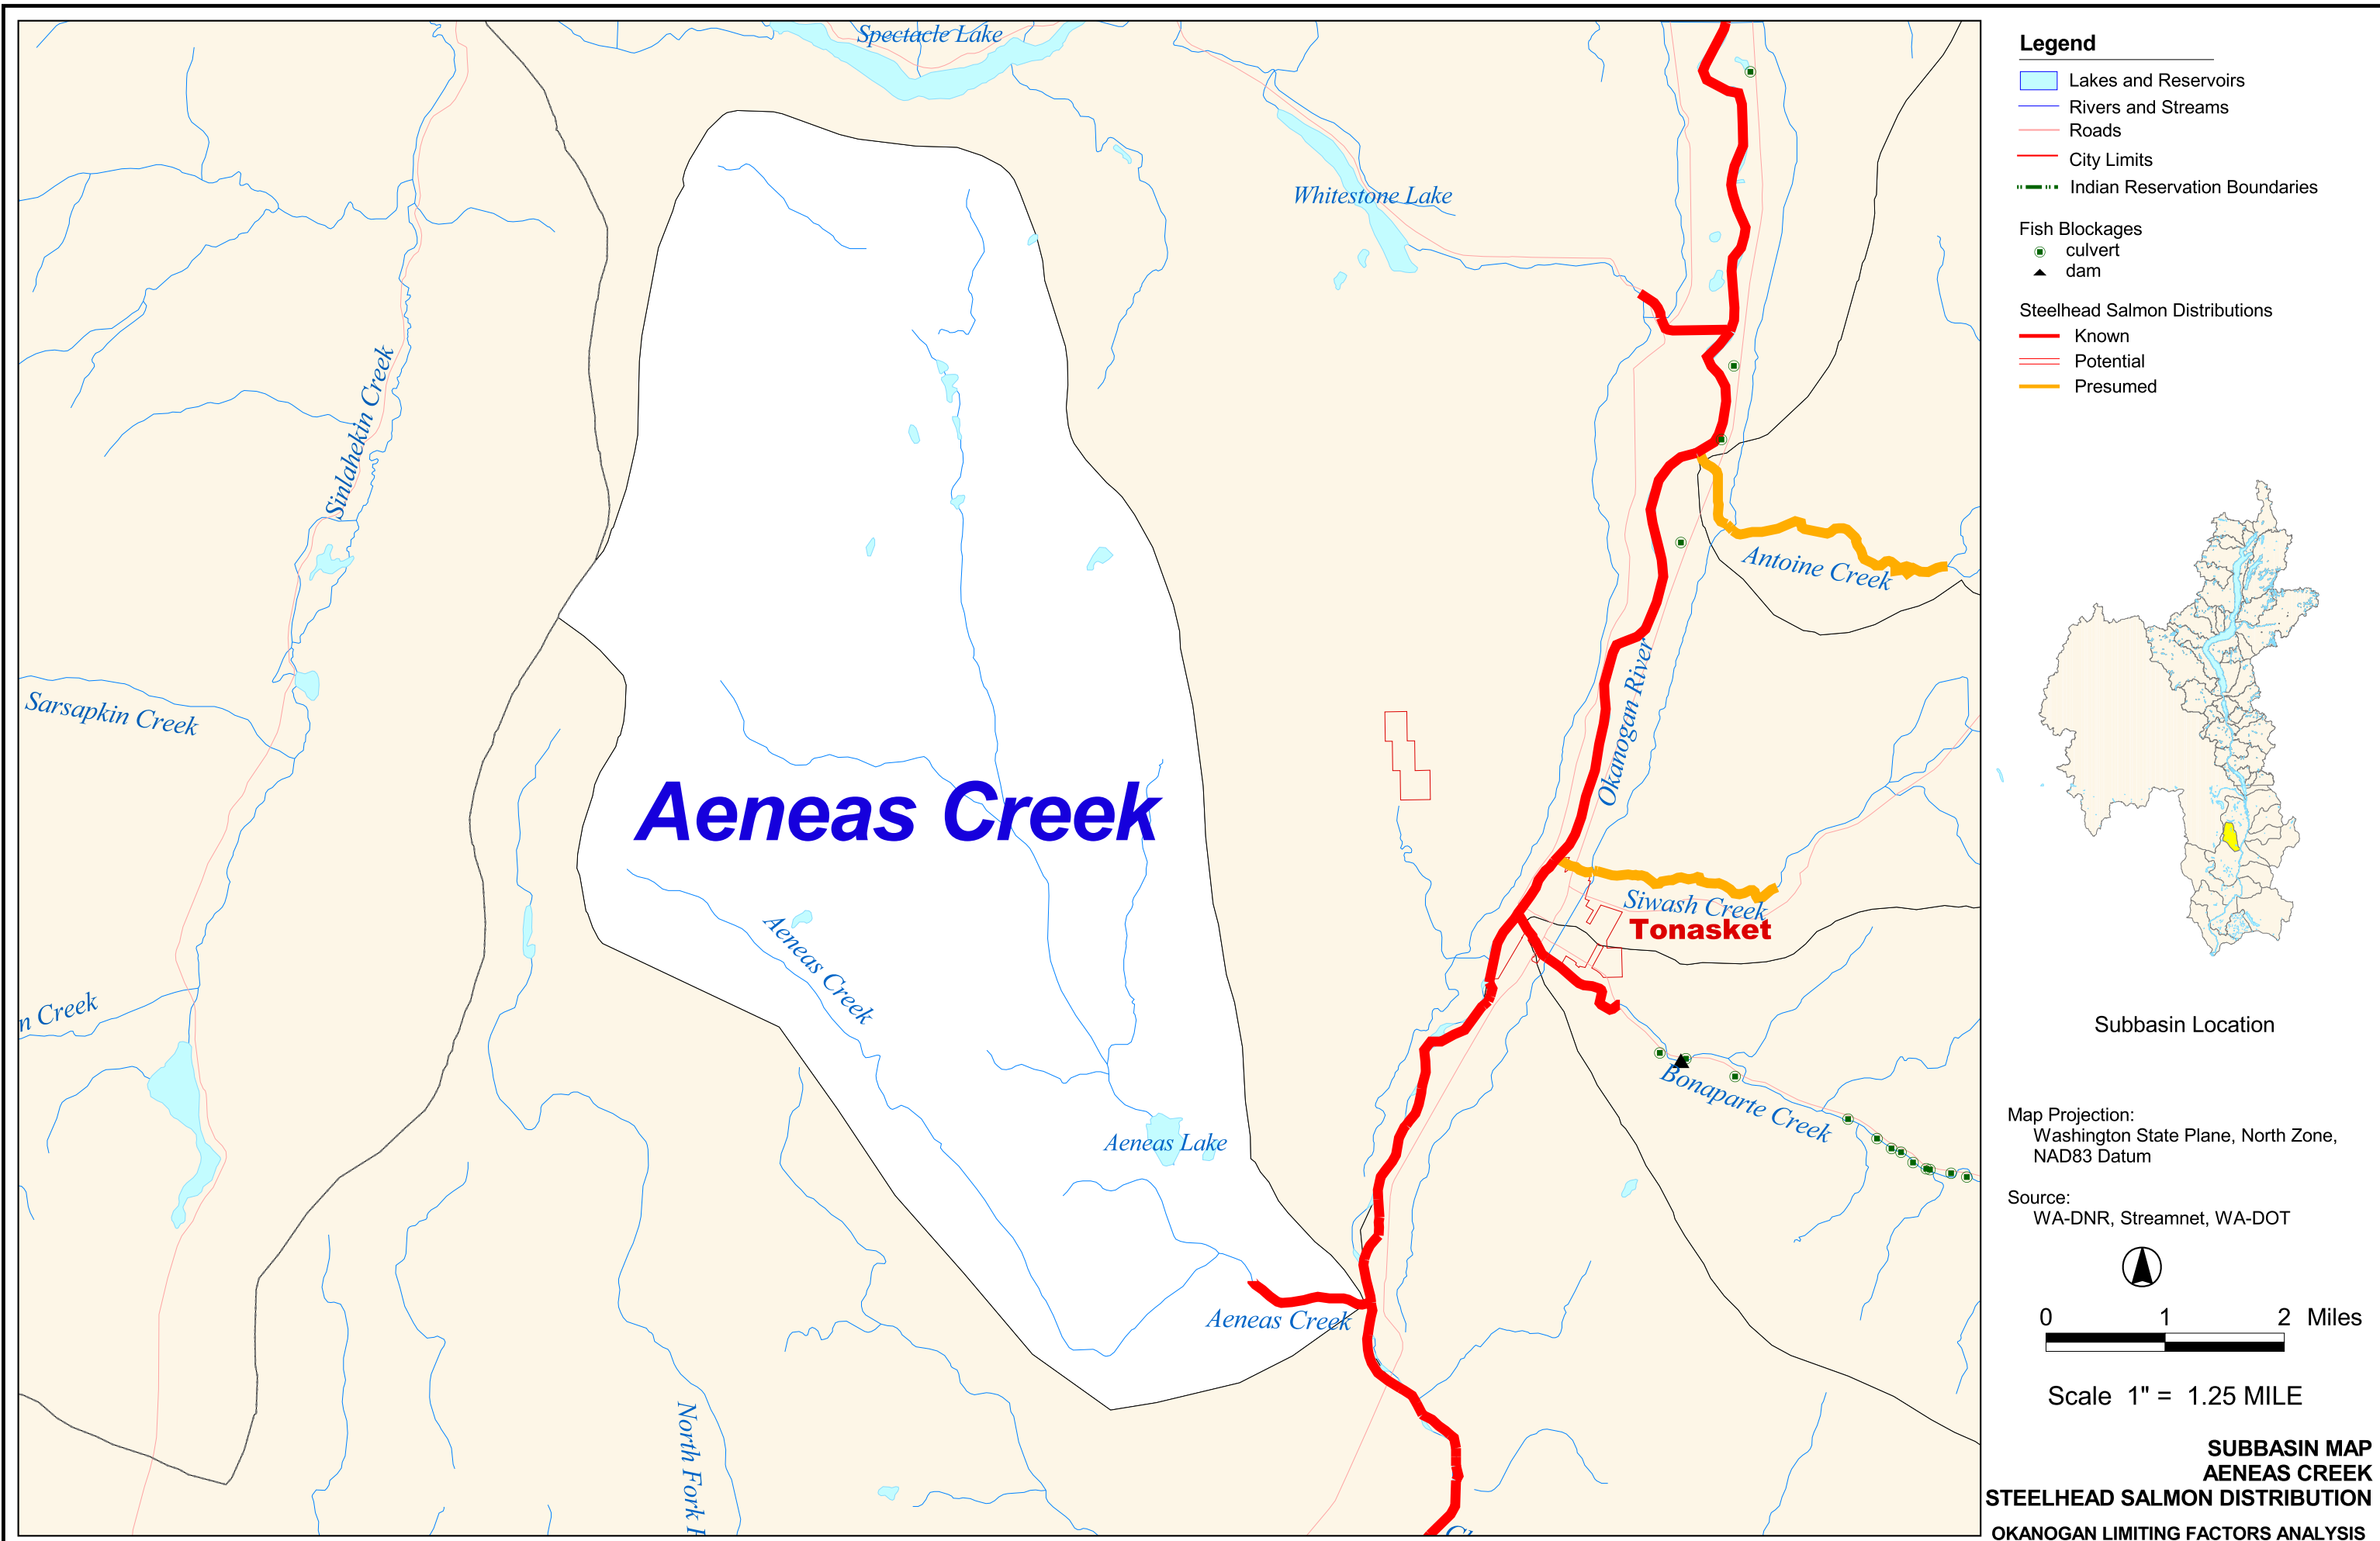 Spectacle Lake
Whitestone Lake
Sinlahekin Creek
Antoine Creek
Okanogan River
Sarsapkin Creek
Aeneas Creek
Siwash Creek
Tonasket
Aeneas Creek
n Creek
Bonaparte Creek
Aeneas Lake
Aeneas Creek
North Fork
Legend
Lakes and Reservoirs
Rivers and Streams
Roads
City Limits
Indian Reservation Boundaries
Fish Blockages
culvert
dam
Steelhead Salmon Distributions
Known
Potential
Presumed
Subbasin Location
Map Projection:
Washington State Plane, North Zone,
NAD83 Datum
Source:
WA-DNR, Streamnet, WA-DOT
0 1 2 Miles
Scale 1" = 1.25 MILE
SUBBASIN MAP
AENEAS CREEK
STEELHEAD SALMON DISTRIBUTION
OKANOGAN LIMITING FACTORS ANALYSIS